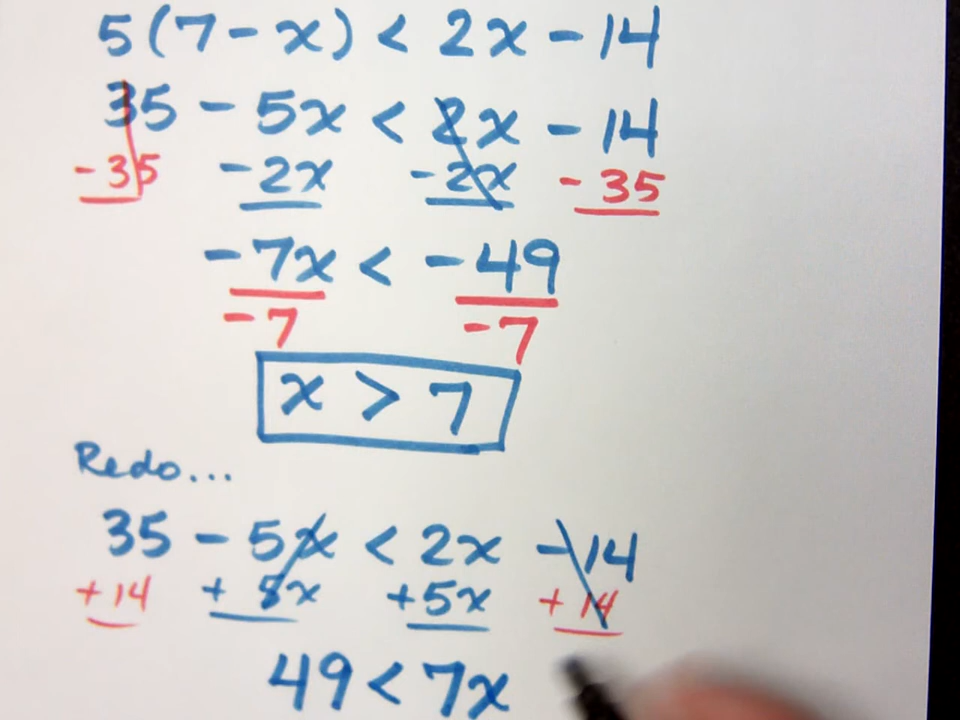 5(7 - x) < 2x - 14
35 - 5x < 2x - 14
-35 -2x -2x -35
-7x < -49
-7 -7
x > 7
Redo...
35 - 5x < 2x - 14
+14 +5x +5x +14
49 < 7x